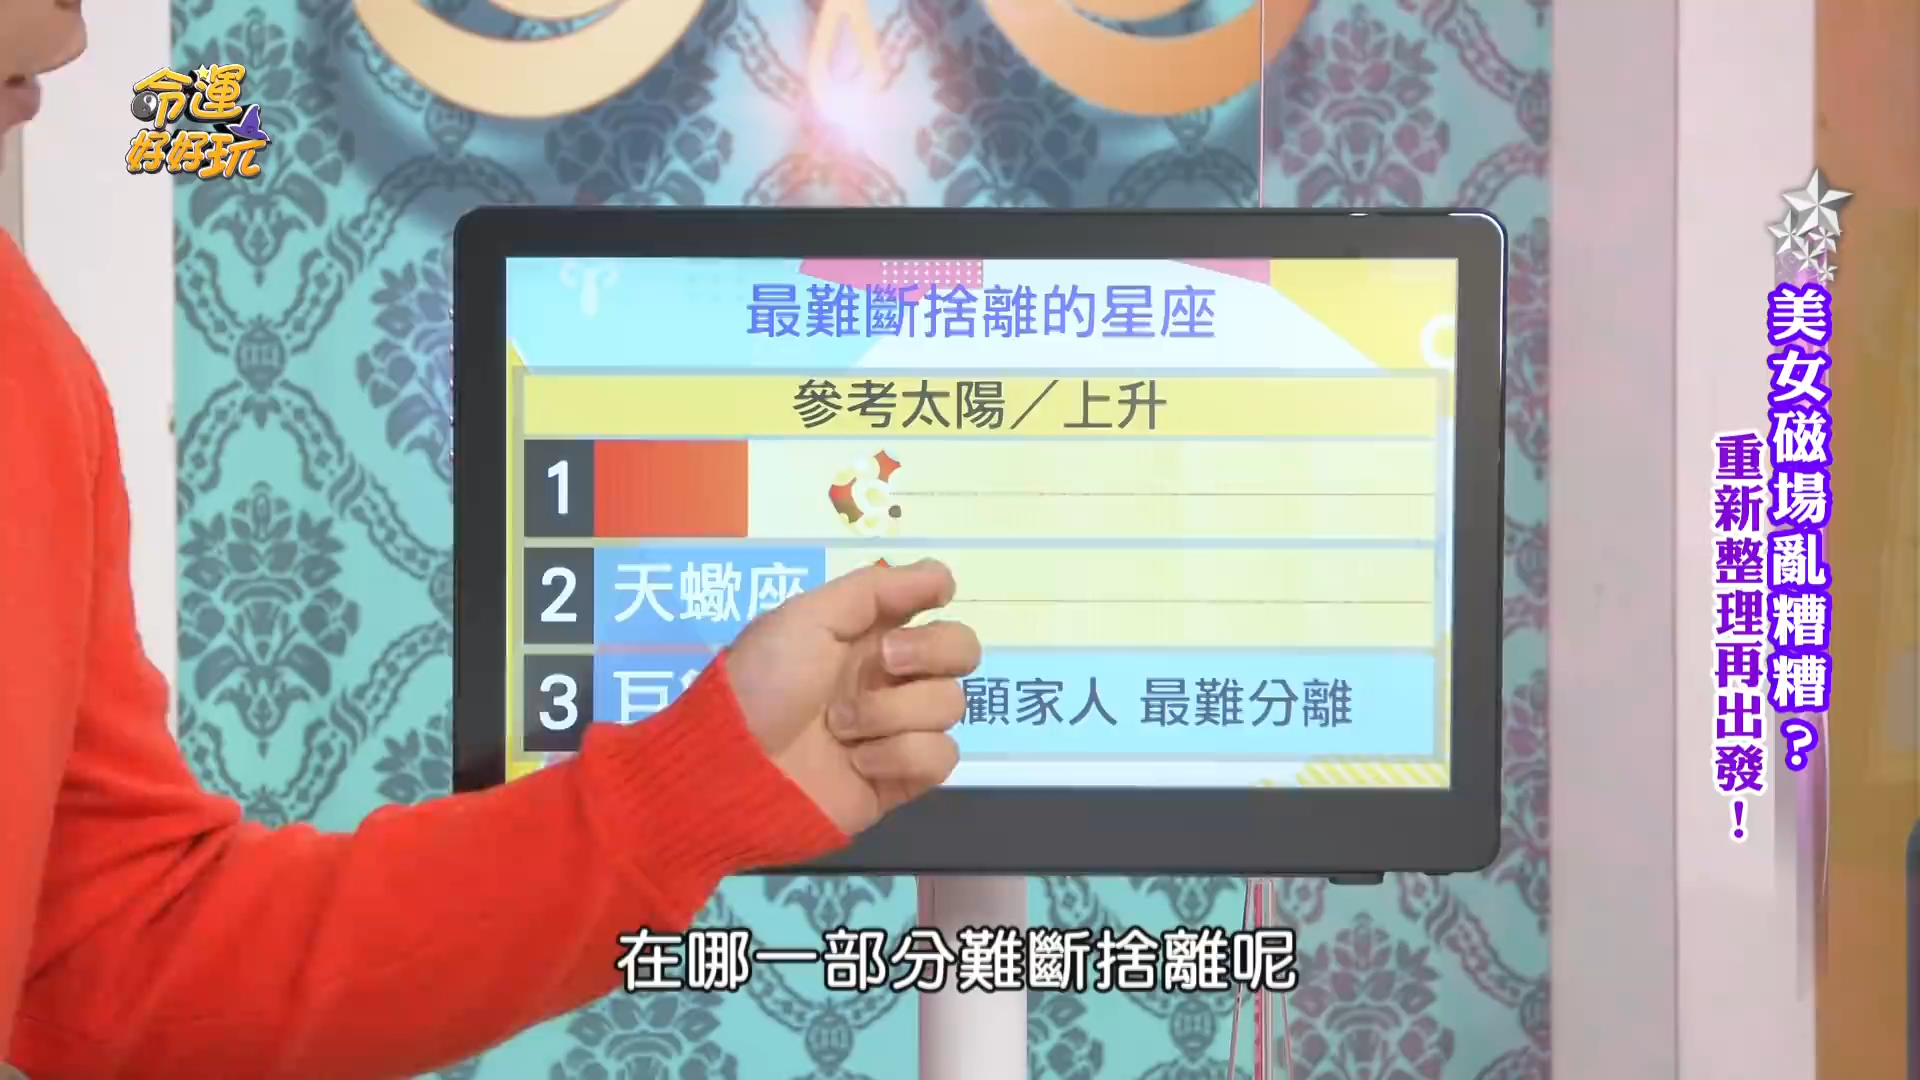 命運
好好玩
最難斷捨離的星座
參考太陽／上升
1
2 天蠍座
3 巨
顧家人 最難分離
美女磁場亂糟糟？
重新整理再出發！
在哪一部分難斷捨離呢